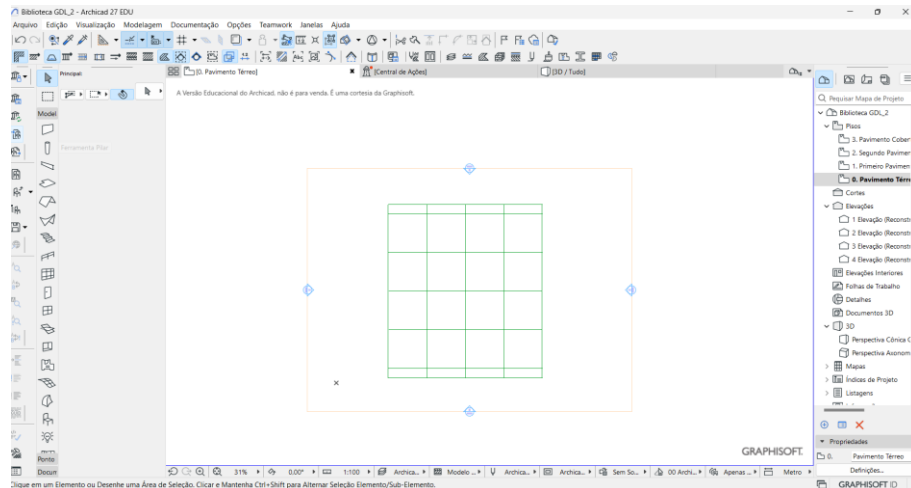 Biblioteca GDL_2 - Archicad 27 EDU
Arquivo Edição Visualização Modelagem Documentação Opções Teamwork Janelas Ajuda
Principal:
[0. Pavimento Térreo]
[Central de Ações]
[3D / Tudo]
A Versão Educacional do Archicad, não é para venda. É uma cortesia da Graphisoft.
Model
Ferramenta Pilar
Ponto
Docun
Pesquisar Mapa de Projeto
Biblioteca GDL_2
Pisos
3. Pavimento Cober
2. Segundo Pavimer
1. Primeiro Pavimen
0. Pavimento Térre
Cortes
Elevações
1 Elevação (Reconst
2 Elevação (Reconst
3 Elevação (Reconst
4 Elevação (Reconst
Elevações Interiores
Folhas de Trabalho
Detalhes
Documentos 3D
3D
Perspectiva Cônica C
Perspectiva Axonom
Mapas
Índices de Projeto
Listagens
Propriedades
0. Pavimento Térreo
Definições...
GRAPHISOFT.
31% 0.00° 1:100 Archica... Modelo ... Archica... Archica... Sem So... 00 Archi... Apenas ... Metro
Clique em um Elemento ou Desenhe uma Área de Seleção. Clicar e Mantenha Ctrl+Shift para Alternar Seleção Elemento/Sub-Elemento.
GRAPHISOFT ID